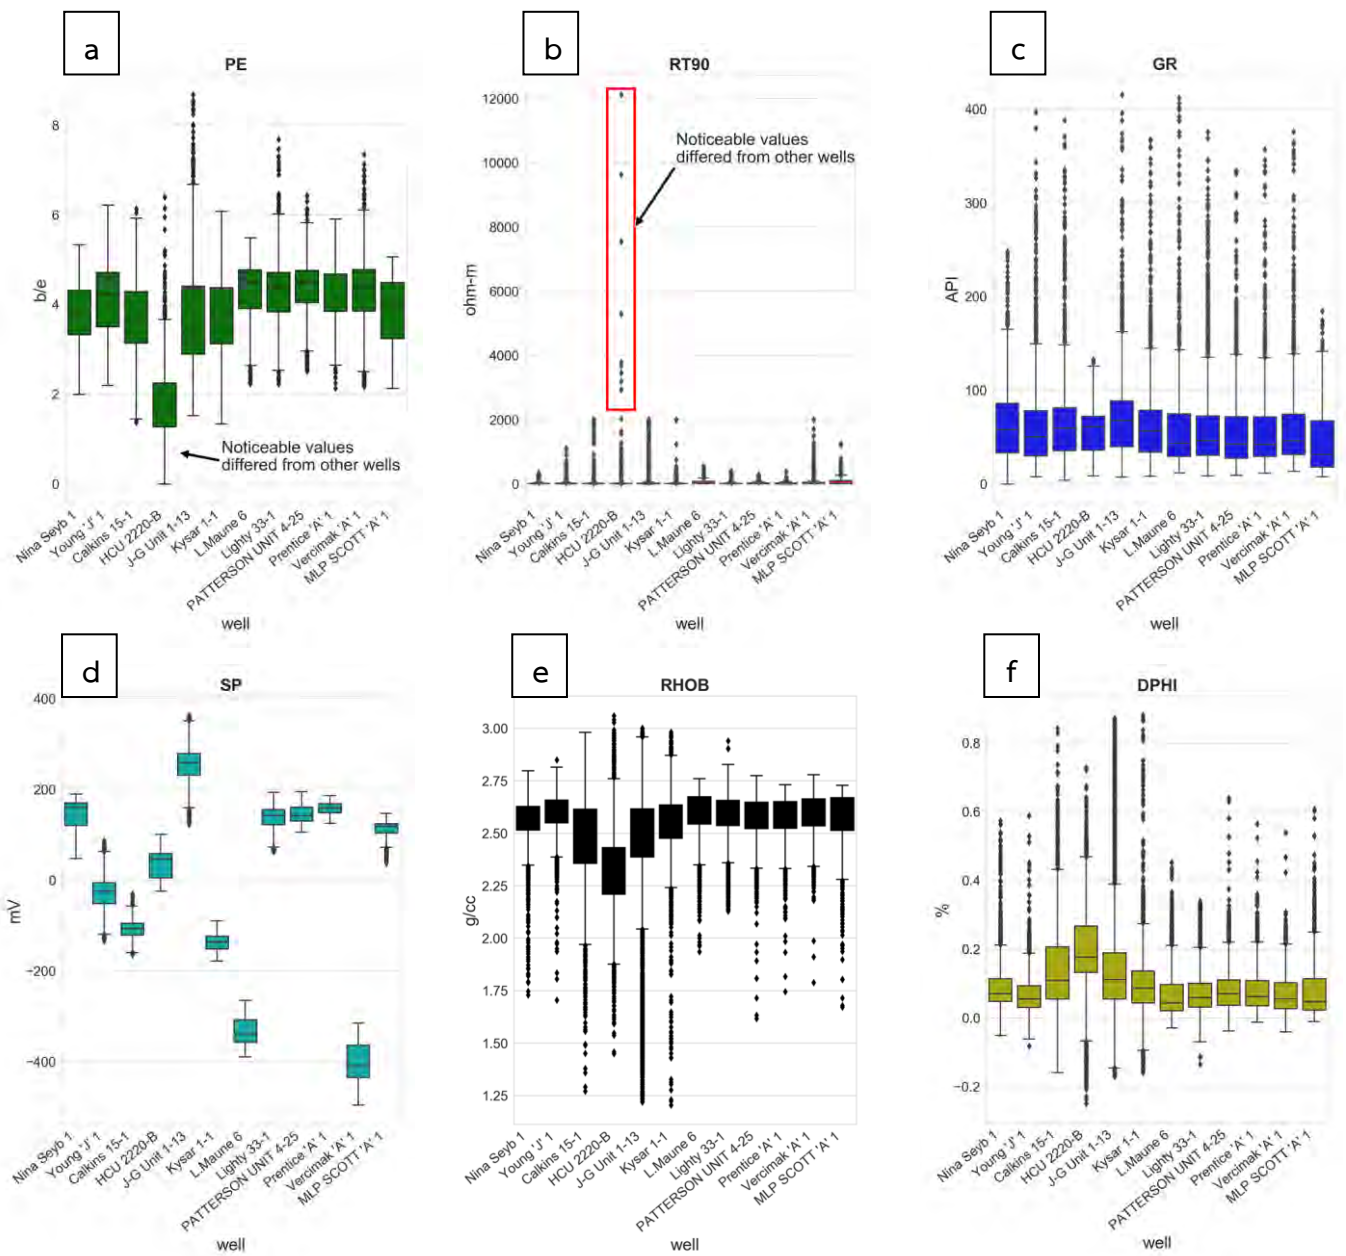 a
PE
8
6
4
2
0
b/e
Noticeable values
differed from other wells
Nina Seyb 1
Young 'J' 1
Calkins 15-1
HCU 2220-B
J-G Unit 1-13
Kysar 1-1
L.Maune 6
Lighty 33-1
PATTERSON UNIT 4-25
Prentice 'A' 1
Vercimak 'A' 1
MLP SCOTT 'A' 1
well
b
RT90
12000
10000
8000
6000
4000
2000
0
ohm-m
Noticeable values
differed from other wells
Nina Seyb 1
Young 'J' 1
Calkins 15-1
HCU 2220-B
J-G Unit 1-13
Kysar 1-1
L.Maune 6
Lighty 33-1
PATTERSON UNIT 4-25
Prentice 'A' 1
Vercimak 'A' 1
MLP SCOTT 'A' 1
well
c
GR
400
300
200
100
0
API
Nina Seyb 1
Young 'J' 1
Calkins 15-1
HCU 2220-B
J-G Unit 1-13
Kysar 1-1
L.Maune 6
Lighty 33-1
PATTERSON UNIT 4-25
Prentice 'A' 1
Vercimak 'A' 1
MLP SCOTT 'A' 1
well
d
SP
400
200
0
−200
−400
mV
Nina Seyb 1
Young 'J' 1
Calkins 15-1
HCU 2220-B
J-G Unit 1-13
Kysar 1-1
L.Maune 6
Lighty 33-1
PATTERSON UNIT 4-25
Prentice 'A' 1
Vercimak 'A' 1
MLP SCOTT 'A' 1
well
e
RHOB
3.00
2.75
2.50
2.25
2.00
1.75
1.50
1.25
g/cc
Nina Seyb 1
Young 'J' 1
Calkins 15-1
HCU 2220-B
J-G Unit 1-13
Kysar 1-1
L.Maune 6
Lighty 33-1
PATTERSON UNIT 4-25
Prentice 'A' 1
Vercimak 'A' 1
MLP SCOTT 'A' 1
well
f
DPHI
0.8
0.6
0.4
0.2
0.0
−0.2
%
Nina Seyb 1
Young 'J' 1
Calkins 15-1
HCU 2220-B
J-G Unit 1-13
Kysar 1-1
L.Maune 6
Lighty 33-1
PATTERSON UNIT 4-25
Prentice 'A' 1
Vercimak 'A' 1
MLP SCOTT 'A' 1
well